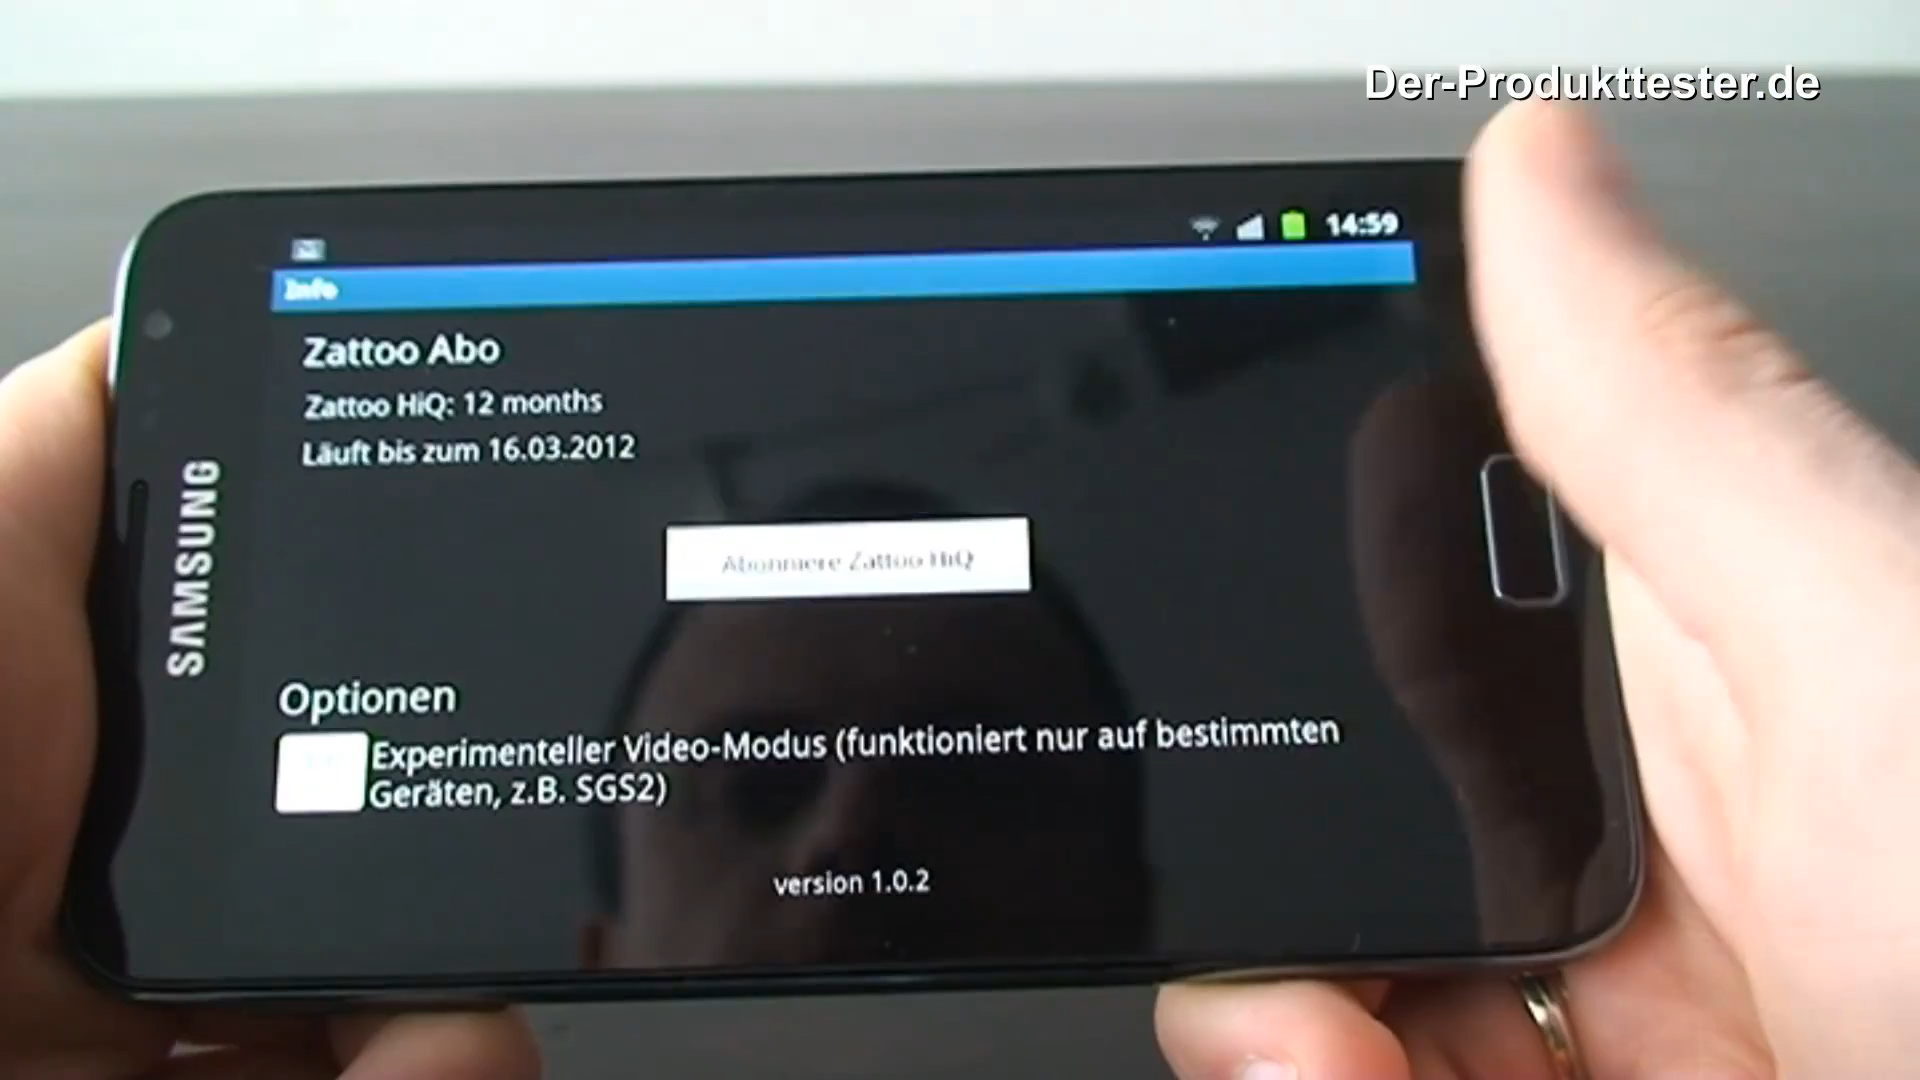 Der-Produkttester.de
14:59
Info
Zattoo Abo
Zattoo HiQ: 12 months
Läuft bis zum 16.03.2012
SAMSUNG
Abonniere Zattoo HiQ
Optionen
Experimenteller Video-Modus (funktioniert nur auf bestimmten
Geräten, z.B. SGS2)
version 1.0.2